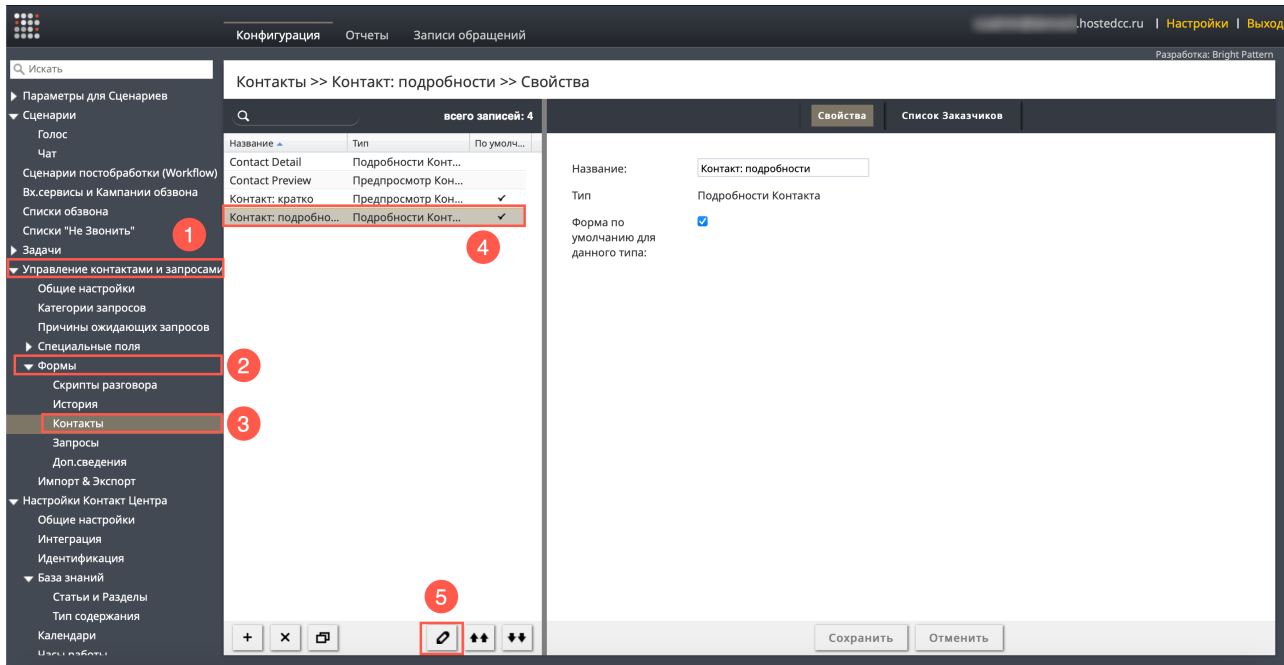 .hostedcc.ru | Настройки | Выход
Конфигурация Отчеты Записи обращений
Разработка: Bright Pattern
Искать
Параметры для Сценариев
Сценарии
Голос
Чат
Сценарии постобработки (Workflow)
Вх.сервисы и Кампании обзвона
Списки обзвона
Списки "Не Звонить"
1
Задачи
Управление контактами и запросами
Общие настройки
Категории запросов
Причины ожидающих запросов
Специальные поля
Формы
2
Скрипты разговора
История
Контакты
3
Запросы
Доп.сведения
Импорт & Экспорт
Настройки Контакт Центра
Общие настройки
Интеграция
Идентификация
База знаний
Статьи и Разделы
Тип содержания
Календари
Часы работы
Контакты >> Контакт: подробности >> Свойства
всего записей: 4
Название Тип По умолч...
Contact Detail Подробности Конт...
Contact Preview Предпросмотр Кон...
Контакт: кратко Предпросмотр Кон... ✓
Контакт: подробно... Подробности Конт... ✓
4
5
Свойства Список Заказчиков
Название: Контакт: подробности
Тип Подробности Контакта
Форма по
умолчанию для
данного типа:
Сохранить Отменить